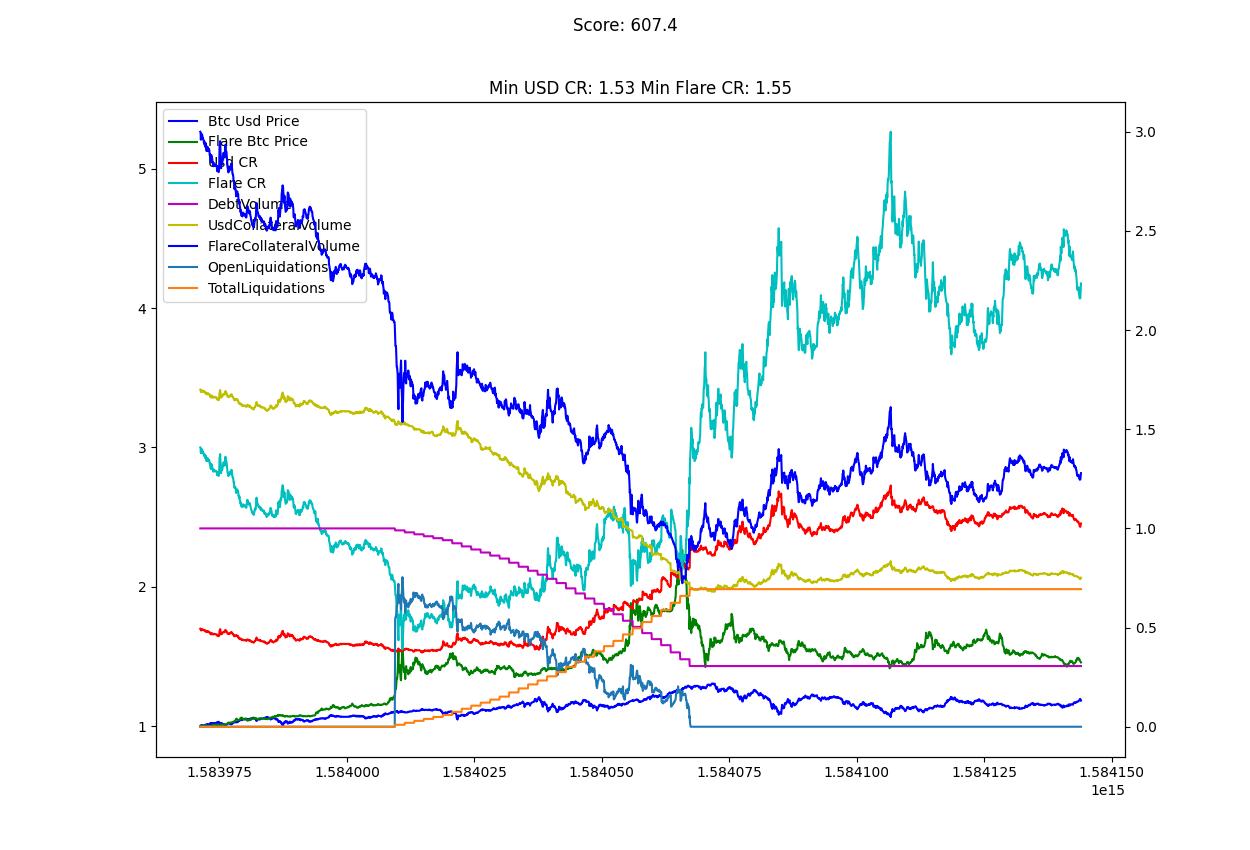 Score: 607.4
Min USD CR: 1.53 Min Flare CR: 1.55
Btc Usd Price
Flare Btc Price
Usd CR
Flare CR
DebtVolume
UsdCollateralVolume
FlareCollateralVolume
OpenLiquidations
TotalLiquidations
5
4
3
2
1
3.0
2.5
2.0
1.5
1.0
0.5
0.0
1.583975
1.584000
1.584025
1.584050
1.584075
1.584100
1.584125
1.584150
1e15